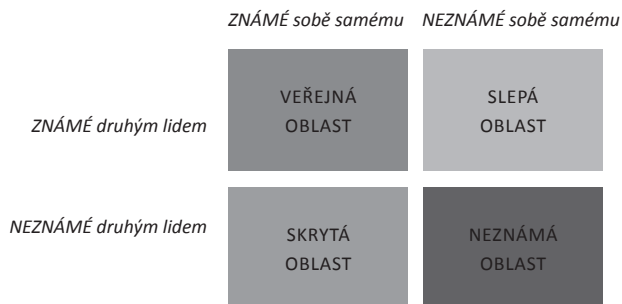 ZNÁMÉ sobě samému NEZNÁMÉ sobě samému
ZNÁMÉ druhým lidem
VEŘEJNÁ
OBLAST
SLEPÁ
OBLAST
NEZNÁMÉ druhým lidem
SKRYTÁ
OBLAST
NEZNÁMÁ
OBLAST